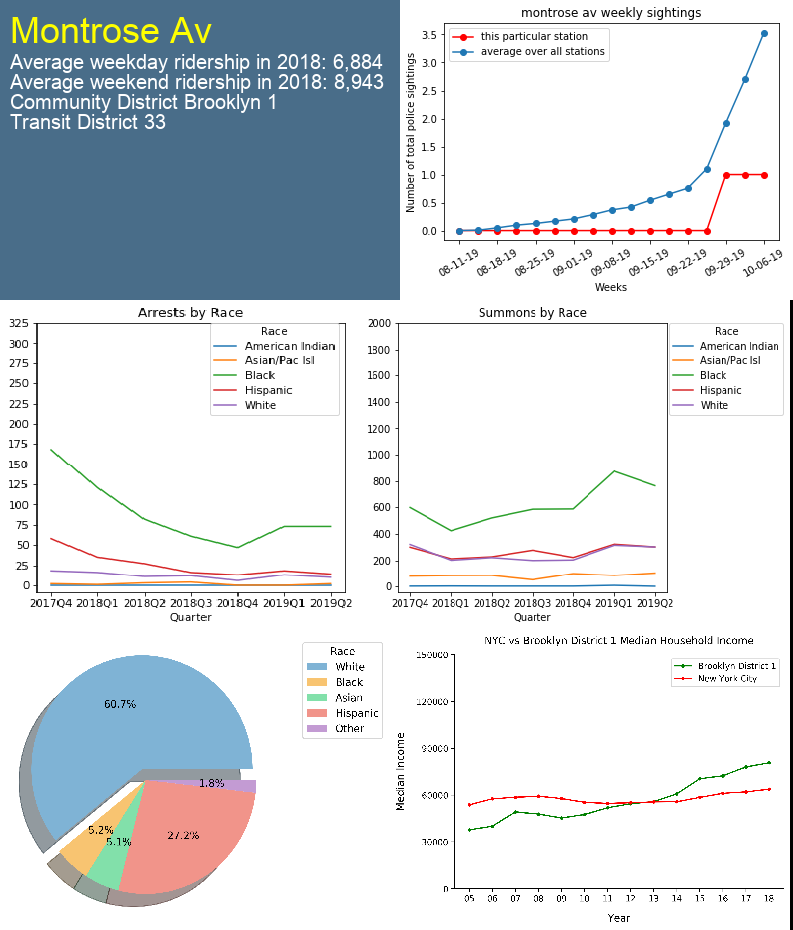 Montrose Av
Average weekday ridership in 2018: 6,884
Average weekend ridership in 2018: 8,943
Community District Brooklyn 1
Transit District 33
montrose av weekly sightings
this particular station
average over all stations
Number of total police sightings
3.5
3.0
2.5
2.0
1.5
1.0
0.5
0.0
08-11-19 08-18-19 08-25-19 09-01-19 09-08-19 09-15-19 09-22-19 09-29-19 10-06-19
Weeks
Arrests by Race
Race
American Indian
Asian/Pac Isl
Black
Hispanic
White
325
300
275
250
225
200
175
150
125
100
75
50
25
0
2017Q4 2018Q1 2018Q2 2018Q3 2018Q4 2019Q1 2019Q2
Quarter
Summons by Race
Race
American Indian
Asian/Pac Isl
Black
Hispanic
White
2000
1800
1600
1400
1200
1000
800
600
400
200
0
2017Q4 2018Q1 2018Q2 2018Q3 2018Q4 2019Q1 2019Q2
Quarter
Race
White
Black
Asian
Hispanic
Other
60.7%
1.8%
5.2%
5.1%
27.2%
NYC vs Brooklyn District 1 Median Household Income
Brooklyn District 1
New York City
Median Income
150000
120000
90000
60000
30000
0
05 06 07 08 09 10 11 12 13 14 15 16 17 18
Year